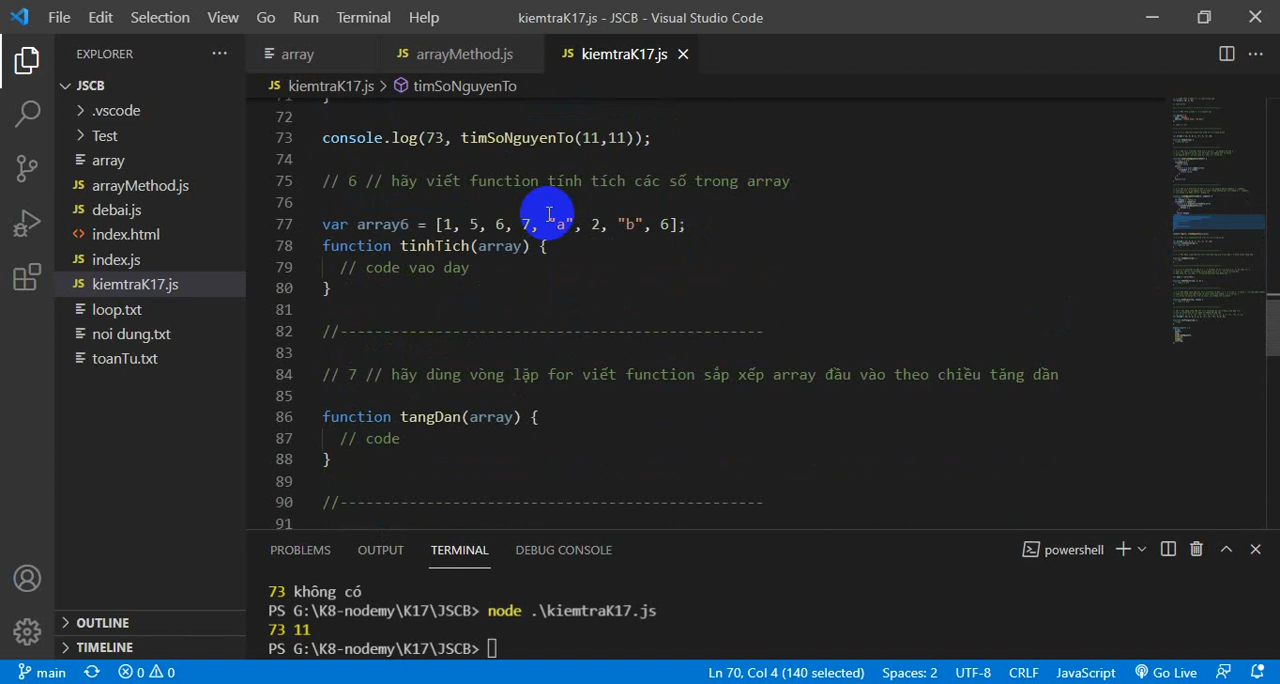 File Edit Selection View Go Run Terminal Help kiemtraK17.js - JSCB - Visual Studio Code
EXPLORER
JSCB
.vscode
Test
array
JS arrayMethod.js
JS debai.js
<> index.html
JS index.js
JS kiemtraK17.js
loop.txt
noi dung.txt
toanTu.txt
OUTLINE
TIMELINE
array JS arrayMethod.js JS kiemtraK17.js
JS kiemtraK17.js > timSoNguyenTo
71 }
72
73 console.log(73, timSoNguyenTo(11,11));
74
75 // 6 // hãy viết function tính tích các số trong array
76
77 var array6 = [1, 5, 6, 7, "a", 2, "b", 6];
78 function tinhTich(array) {
79 // code vao day
80 }
81
82 //-------------------------------------------------
83
84 // 7 // hãy dùng vòng lặp for viết function sắp xếp array đầu vào theo chiều tăng dần
85
86 function tangDan(array) {
87 // code
88 }
89
90 //-------------------------------------------------
91
PROBLEMS OUTPUT TERMINAL DEBUG CONSOLE powershell
73 không có
PS G:\K8-nodemy\K17\JSCB> node .\kiemtraK17.js
73 11
PS G:\K8-nodemy\K17\JSCB>
main 0 0 Ln 70, Col 4 (140 selected) Spaces: 2 UTF-8 CRLF JavaScript Go Live